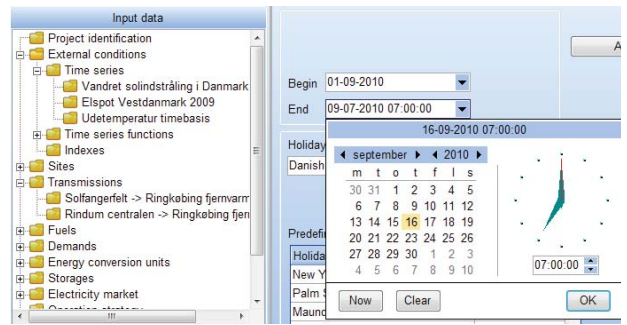 Input data
Project identification
External conditions
Time series
Vandret solindstråling i Danmark
Elspot Vestdanmark 2009
Udetemperatur timebasis
Time series functions
Indexes
Sites
Transmissions
Solfangerfelt -> Ringkøbing fjernvarm
Rindum centralen -> Ringkøbing fjern
Fuels
Demands
Energy conversion units
Storages
Electricity market
A
Begin 01-09-2010
End 09-07-2010 07:00:00
Holiday
Danish
Predefi
Holida
New Y
Palm S
Maund
16-09-2010 07:00:00
september 2010
m t o t f l s
30 31 1 2 3 4 5
6 7 8 9 10 11 12
13 14 15 16 17 18 19
20 21 22 23 24 25 26
27 28 29 30 1 2 3
4 5 6 7 8 9 10
07:00:00
Now Clear OK